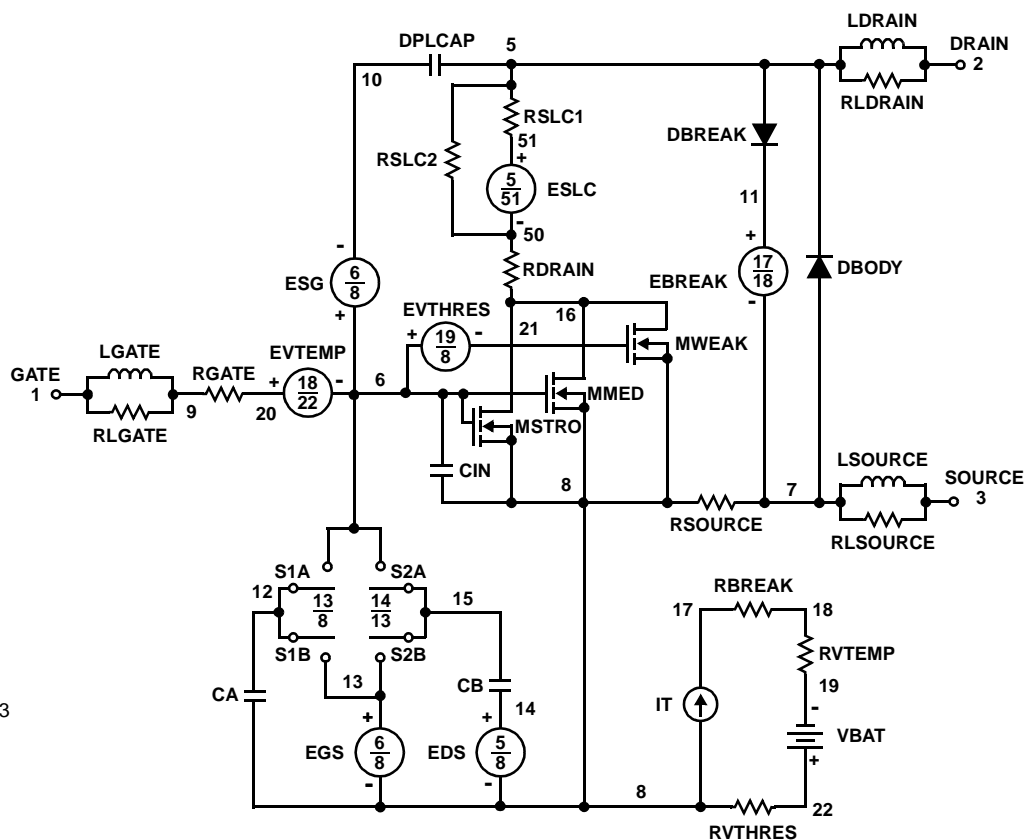 LDRAIN
DPLCAP 5 DRAIN
10 2
RLDRAIN
RSLC1
DBREAK
51
+
RSLC2
5
51
ESLC
11
-
50
- +
17
18
EBREAK DBODY
-
RDRAIN
6
8
ESG
+
EVTHRES
+ 19 -
8
21 16
MWEAK
LGATE EVTEMP
GATE RGATE + 18 - 6
22
1 MMED
9 20
RLGATE MSTRO
CIN
LSOURCE
8 7 SOURCE
3
RSOURCE
RLSOURCE
S1A S2A
12 13
8
14
13
15
S1B S2B
RBREAK
17 18
RVTEMP
13
CA CB
19
14
IT -
VBAT
+
+ +
EGS 6
8
EDS 5
8
- -
8 22
RVTHRES
3